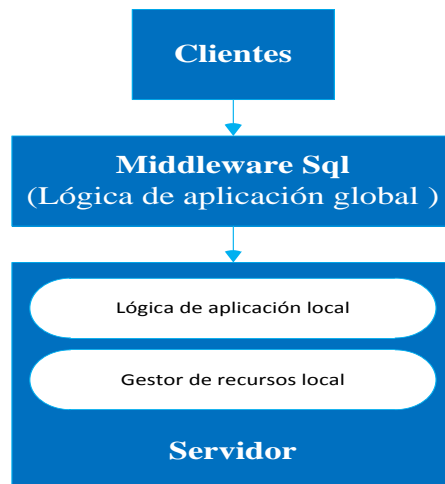 Clientes
Middleware Sql
(Lógica de aplicación global )
Lógica de aplicación local
Gestor de recursos local
Servidor